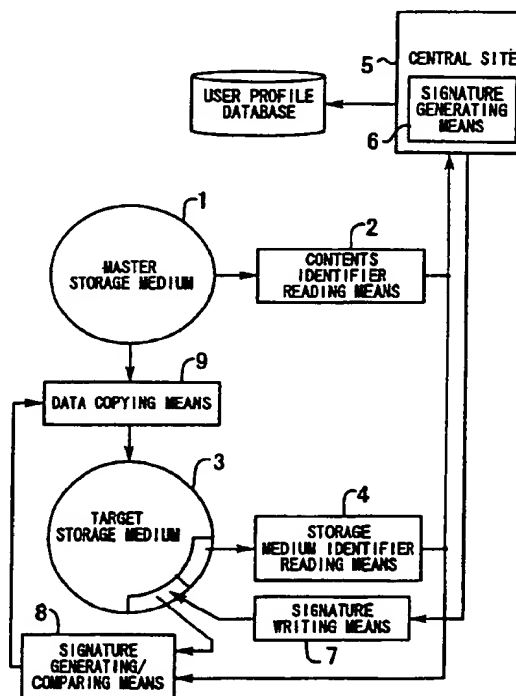 5
CENTRAL SITE
SIGNATURE
GENERATING
MEANS
6
USER PROFILE
DATABASE
1
MASTER
STORAGE MEDIUM
2
CONTENTS
IDENTIFIER
READING MEANS
9
DATA COPYING MEANS
3
TARGET
STORAGE MEDIUM
4
STORAGE
MEDIUM IDENTIFIER
READING MEANS
SIGNATURE
WRITING MEANS
7
8
SIGNATURE
GENERATING/
COMPARING MEANS